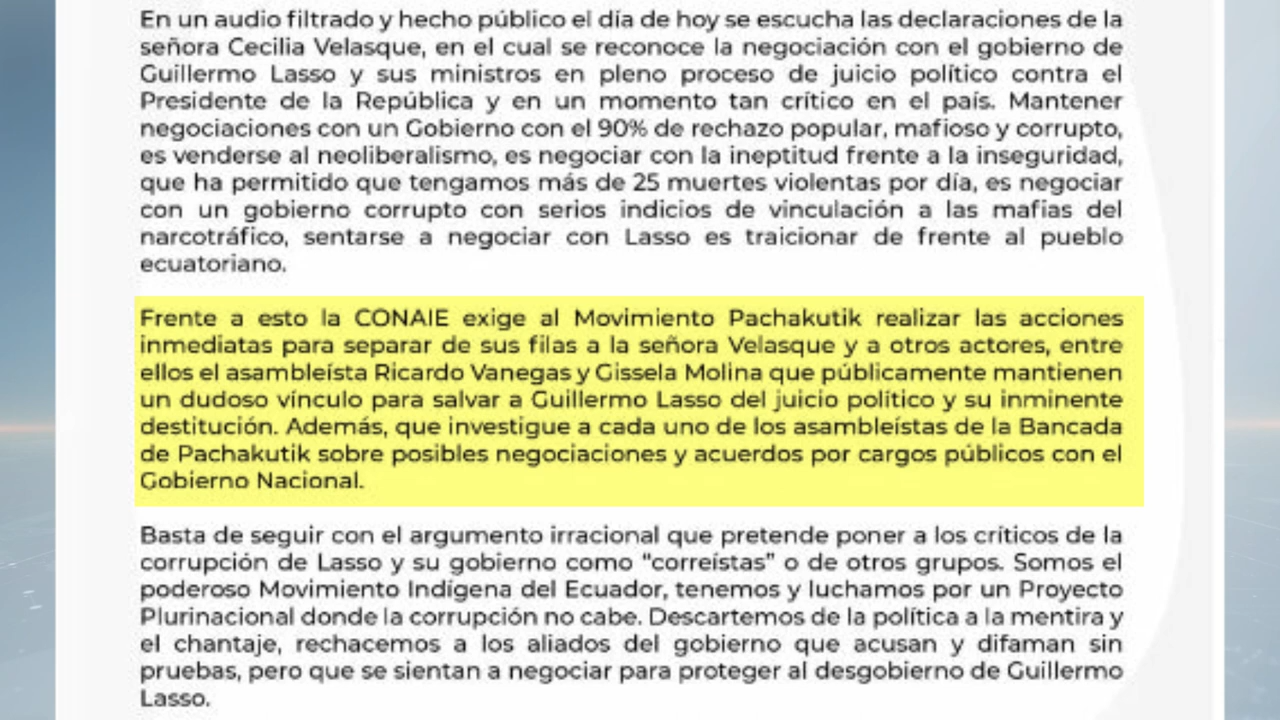 En un audio filtrado y hecho público el día de hoy se escucha las declaraciones de la
señora Cecilia Velasque, en el cual se reconoce la negociación con el gobierno de
Guillermo Lasso y sus ministros en pleno proceso de juicio político contra el
Presidente de la República y en un momento tan crítico en el país. Mantener
negociaciones con un Gobierno con el 90% de rechazo popular, mafioso y corrupto,
es venderse al neoliberalismo, es negociar con la ineptitud frente a la inseguridad,
que ha permitido que tengamos más de 25 muertes violentas por día, es negociar
con un gobierno corrupto con serios indicios de vinculación a las mafias del
narcotráfico, sentarse a negociar con Lasso es traicionar de frente al pueblo
ecuatoriano.
Frente a esto la CONAIE exige al Movimiento Pachakutik realizar las acciones
inmediatas para separar de sus filas a la señora Velasque y a otros actores, entre
ellos el asambleísta Ricardo Vanegas y Gissela Molina que públicamente mantienen
un dudoso vínculo para salvar a Guillermo Lasso del juicio político y su inminente
destitución. Además, que investigue a cada uno de los asambleístas de la Bancada
de Pachakutik sobre posibles negociaciones y acuerdos por cargos públicos con el
Gobierno Nacional.
Basta de seguir con el argumento irracional que pretende poner a los críticos de la
corrupción de Lasso y su gobierno como “correístas” o de otros grupos. Somos el
poderoso Movimiento Indígena del Ecuador, tenemos y luchamos por un Proyecto
Plurinacional donde la corrupción no cabe. Descartemos de la política a la mentira y
el chantaje, rechacemos a los aliados del gobierno que acusan y difaman sin
pruebas, pero que se sientan a negociar para proteger al desgobierno de Guillermo
Lasso.